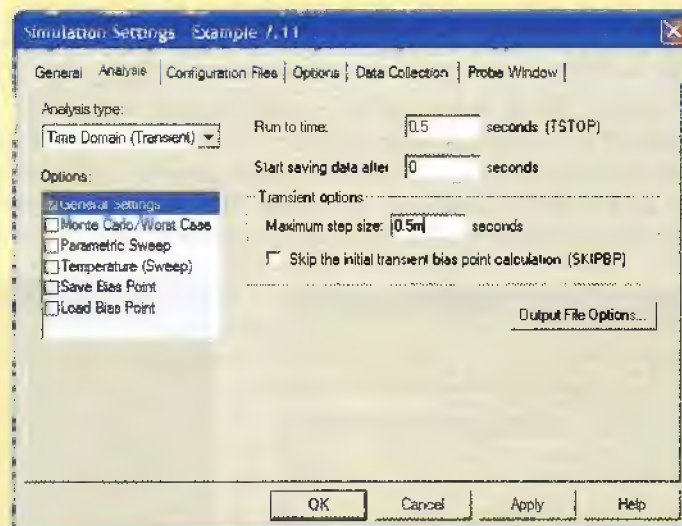 Simulation Settings Example 7.11
General Analysis Configuration Files Options Data Collection Probe Window
Analysis type:
Time Domain (Transient)
Run to time: 0.5 seconds (TSTOP)
Start saving data after 0 seconds
Options:
General Settings
Monte Carlo/Worst Case
Parametric Sweep
Temperature (Sweep)
Save Bias Point
Load Bias Point
Transient options
Maximum step size: 0.5m seconds
Skip the initial transient bias point calculation (SKIPBP)
Output File Options...
OK Cancel Apply Help